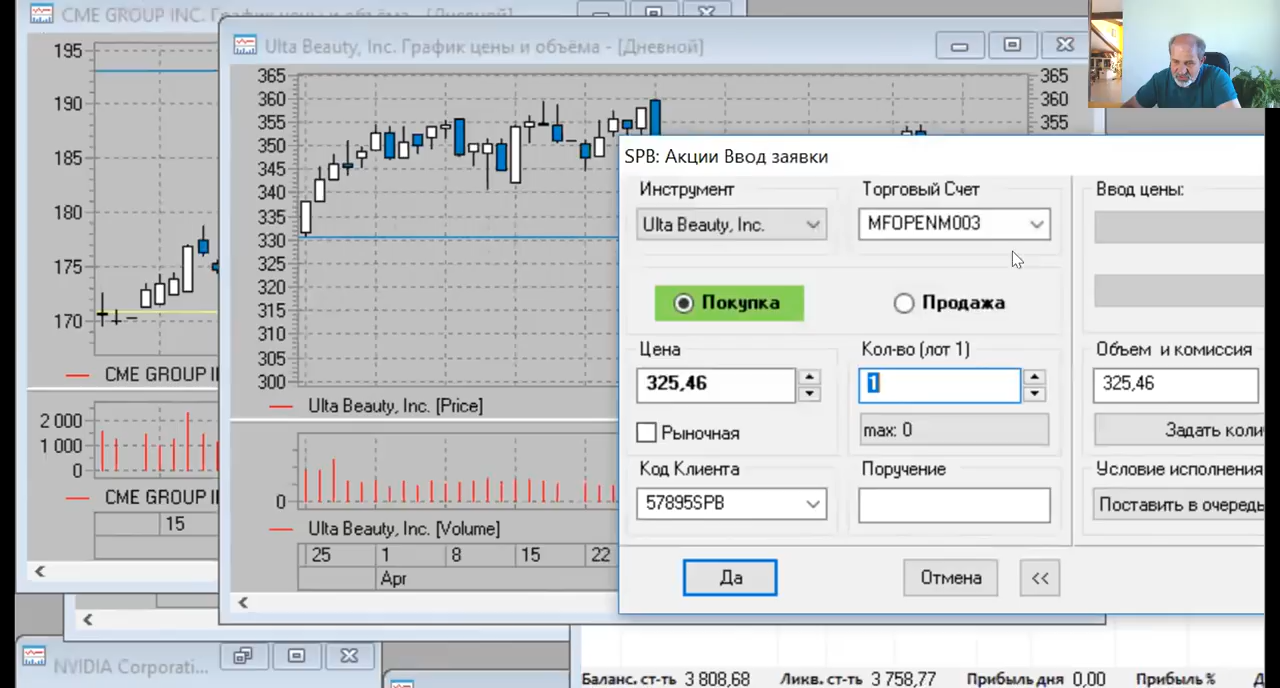 CME GROUP INC. График цены и объёма - [Дневной]
Ulta Beauty, Inc. График цены и объёма - [Дневной]
195
190
185
180
175
170
CME GROUP I
2 000
1 000
0
CME GROUP I
15
365
360
355
350
345
340
335
330
325
320
315
310
305
300
365
360
355
Ulta Beauty, Inc. [Price]
0
Ulta Beauty, Inc. [Volume]
25 1 8 15 22
Apr
SPB: Акции Ввод заявки
Инструмент
Ulta Beauty, Inc.
Торговый Счет
MFOPENM003
Ввод цены:
Покупка
Продажа
Цена
325,46
Кол-во (лот 1)
1
Объем и комиссия
325,46
Рыночная
max: 0
Задать коли
Код Клиента
57895SPB
Поручение
Условие исполнения
Поставить в очередь
Да
Отмена
<<
NVIDIA Corporati...
Баланс. ст-ть 3 808,68 Ликв. ст-ть 3 758,77 Прибыль дня 0,00 Прибыль %